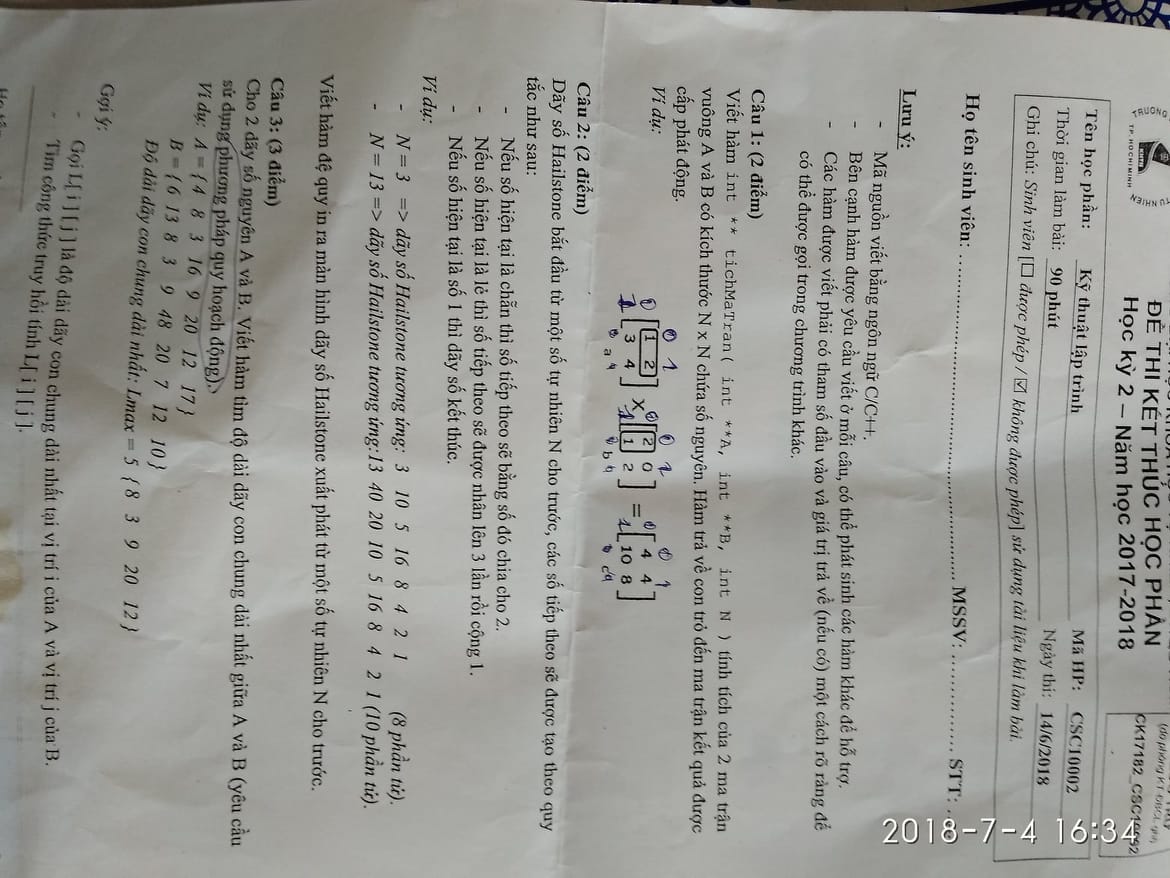 TRƯỜNG
TỰ NHIÊN
TP. HO CHI MINH
ĐỀ THI KẾT THÚC HỌC PHẦN
Học kỳ 2 – Năm học 2017-2018
(do phòng KT-ĐBCL ghi)
CK17182_CSC10002
2018-7-4 16:34
Tên học phần: Kỹ thuật lập trình Mã HP: CSC10002
Thời gian làm bài: 90 phút Ngày thi: 14/6/2018
Ghi chú: Sinh viên [☐ được phép / ☑ không được phép] sử dụng tài liệu khi làm bài.
Họ tên sinh viên: ............ MSSV: ............ STT: ....
Lưu ý:
- Mã nguồn viết bằng ngôn ngữ C/C++.
- Bên cạnh hàm được yêu cầu viết ở mỗi câu, có thể phát sinh các hàm khác để hỗ trợ.
- Các hàm được viết phải có tham số đầu vào và giá trị trả về (nếu có) một cách rõ ràng để
có thể được gọi trong chương trình khác.
Câu 1: (2 điểm)
Viết hàm int ** tichMaTran( int **A, int **B, int N ) tính tích của 2 ma trận
vuông A và B có kích thước N x N chứa số nguyên. Hàm trả về con trỏ đến ma trận kết quả được
cấp phát động.
Ví dụ:
0 1 0 1 0 1
0 [ 1 2 ] x 0 [ 2 0 ] = 0 [ 4 4 ]
1 [ 3 4 ] 1 [ 1 2 ] 1 [ 10 8 ]
a b
Câu 2: (2 điểm)
Dãy số Hailstone bắt đầu từ một số tự nhiên N cho trước, các số tiếp theo sẽ được tạo theo quy
tắc như sau:
- Nếu số hiện tại là chẵn thì số tiếp theo sẽ bằng số đó chia cho 2.
- Nếu số hiện tại là lẻ thì số tiếp theo sẽ được nhân lên 3 lần rồi cộng 1.
- Nếu số hiện tại là số 1 thì dãy số kết thúc.
Ví dụ:
- N = 3 => dãy số Hailstone tương ứng: 3 10 5 16 8 4 2 1 (8 phần tử).
- N = 13 => dãy số Hailstone tương ứng:13 40 20 10 5 16 8 4 2 1 (10 phần tử).
Viết hàm đệ quy in ra màn hình dãy số Hailstone xuất phát từ một số tự nhiên N cho trước.
Câu 3: (3 điểm)
Cho 2 dãy số nguyên A và B. Viết hàm tìm độ dài dãy con chung dài nhất giữa A và B (yêu cầu
sử dụng phương pháp quy hoạch động).
Ví dụ: A = {4 8 3 16 9 20 12 17}
B = {6 13 8 3 9 48 20 7 12 10}
Độ dài dãy con chung dài nhất: Lmax = 5 {8 3 9 20 12}
Gợi ý:
- Gọi L[ i ] [ j ] là độ dài dãy con chung dài nhất tại vị trí i của A và vị trí j của B.
- Tìm công thức truy hồi tính L[ i ] [ j ].